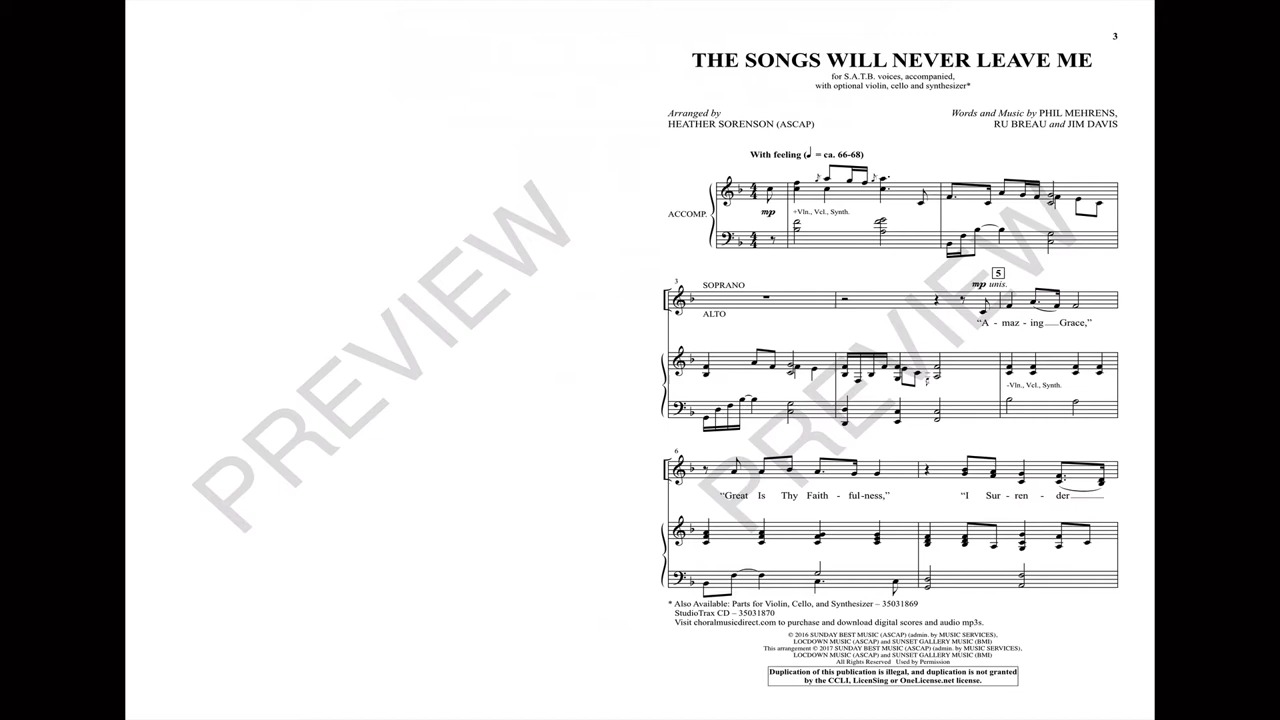 3
THE SONGS WILL NEVER LEAVE ME
for S.A.T.B. voices, accompanied,
with optional violin, cello and synthesizer*
Arranged by
HEATHER SORENSON (ASCAP)
Words and Music by PHIL MEHRENS,
RU BREAU and JIM DAVIS
With feeling (♩ = ca. 66-68)
ACCOMP.
mp
+Vln., Vcl., Synth.
3
SOPRANO
ALTO
5
mp unis.
“A - maz - ing Grace,”
-Vln., Vcl., Synth.
6
“Great Is Thy Faith - ful-ness,” “I Sur - ren - der
* Also Available: Parts for Violin, Cello, and Synthesizer – 35031869
StudioTrax CD – 35031870
Visit choralmusicdirect.com to purchase and download digital scores and audio mp3s.
© 2016 SUNDAY BEST MUSIC (ASCAP) (admin. by MUSIC SERVICES),
LOCDOWN MUSIC (ASCAP) and SUNSET GALLERY MUSIC (BMI)
This arrangement © 2017 SUNDAY BEST MUSIC (ASCAP) (admin. by MUSIC SERVICES),
LOCDOWN MUSIC (ASCAP) and SUNSET GALLERY MUSIC (BMI)
All Rights Reserved Used by Permission
Duplication of this publication is illegal, and duplication is not granted
by the CCLI, LicenSing or OneLicense.net license.
PREVIEW
PREVIEW